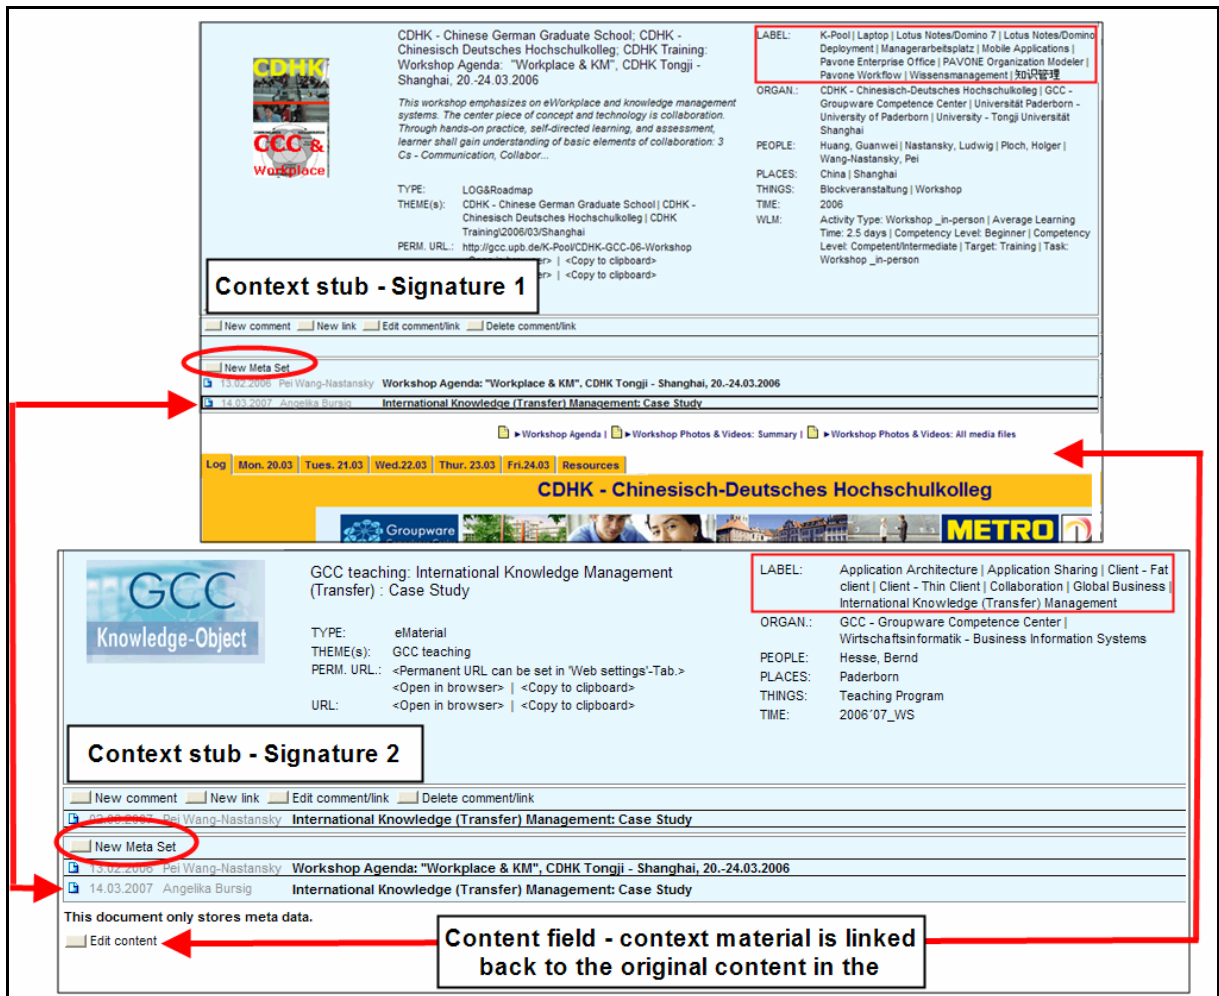 CDHK
CCC &
Workplace
CDHK - Chinese German Graduate School; CDHK -
Chinesisch Deutsches Hochschulkolleg; CDHK Training:
Workshop Agenda: "Workplace & KM", CDHK Tongji -
Shanghai, 20.-24.03.2006
This workshop emphasizes on eWorkplace and knowledge management
systems. The center piece of concept and technology is collaboration.
Through hands-on practice, self-directed learning, and assessment,
learner shall gain understanding of basic elements of collaboration: 3
Cs - Communication, Collabor...
TYPE: LOG&Roadmap
THEME(s): CDHK - Chinese German Graduate School | CDHK -
Chinesisch Deutsches Hochschulkolleg | CDHK
Training\2006/03/Shanghai
PERM. URL.: http://gcc.upb.de/K-Pool/CDHK-GCC-06-Workshop
er> | <Copy to clipboard>
er> | <Copy to clipboard>
LABEL: K-Pool | Laptop | Lotus Notes/Domino 7 | Lotus Notes/Domino
Deployment | Managerarbeitsplatz | Mobile Applications |
Pavone Enterprise Office | PAVONE Organization Modeler |
Pavone Workflow | Wissensmanagement | 知识管理
ORGAN.: CDHK - Chinesisch-Deutsches Hochschulkolleg | GCC -
Groupware Competence Center | Universität Paderborn -
University of Paderborn | University - Tongji Universität
Shanghai
PEOPLE: Huang, Guanwei | Nastansky, Ludwig | Ploch, Holger |
Wang-Nastansky, Pei
PLACES: China | Shanghai
THINGS: Blockveranstaltung | Workshop
TIME: 2006
WLM: Activity Type: Workshop _in-person | Average Learning
Time: 2.5 days | Competency Level: Beginner | Competency
Level: Competent/Intermediate | Target: Training | Task:
Workshop _in-person
Context stub - Signature 1
New comment New link Edit comment/link Delete comment/link
New Meta Set
13.02.2006 Pei Wang-Nastansky Workshop Agenda: "Workplace & KM", CDHK Tongji - Shanghai, 20.-24.03.2006
14.03.2007 Angelika Bursig International Knowledge (Transfer) Management: Case Study
►Workshop Agenda | ►Workshop Photos & Videos: Summary | ►Workshop Photos & Videos: All media files
Log Mon. 20.03 Tues. 21.03 Wed.22.03 Thur. 23.03 Fri.24.03 Resources
CDHK - Chinesisch-Deutsches Hochschulkolleg
Groupware
METRO
GCC
Knowledge-Object
GCC teaching: International Knowledge Management
(Transfer) : Case Study
TYPE: eMaterial
THEME(s): GCC teaching
PERM. URL.: <Permanent URL can be set in 'Web settings'-Tab.>
<Open in browser> | <Copy to clipboard>
URL: <Open in browser> | <Copy to clipboard>
LABEL: Application Architecture | Application Sharing | Client - Fat
client | Client - Thin Client | Collaboration | Global Business |
International Knowledge (Transfer) Management
ORGAN.: GCC - Groupware Competence Center |
Wirtschaftsinformatik - Business Information Systems
PEOPLE: Hesse, Bernd
PLACES: Paderborn
THINGS: Teaching Program
TIME: 2006´07_WS
Context stub - Signature 2
New comment New link Edit comment/link Delete comment/link
Pei Wang-Nastansky International Knowledge (Transfer) Management: Case Study
New Meta Set
13.02.2006 Pei Wang-Nastansky Workshop Agenda: "Workplace & KM", CDHK Tongji - Shanghai, 20.-24.03.2006
14.03.2007 Angelika Bursig International Knowledge (Transfer) Management: Case Study
This document only stores meta data.
Edit content
Content field - context material is linked
back to the original content in the